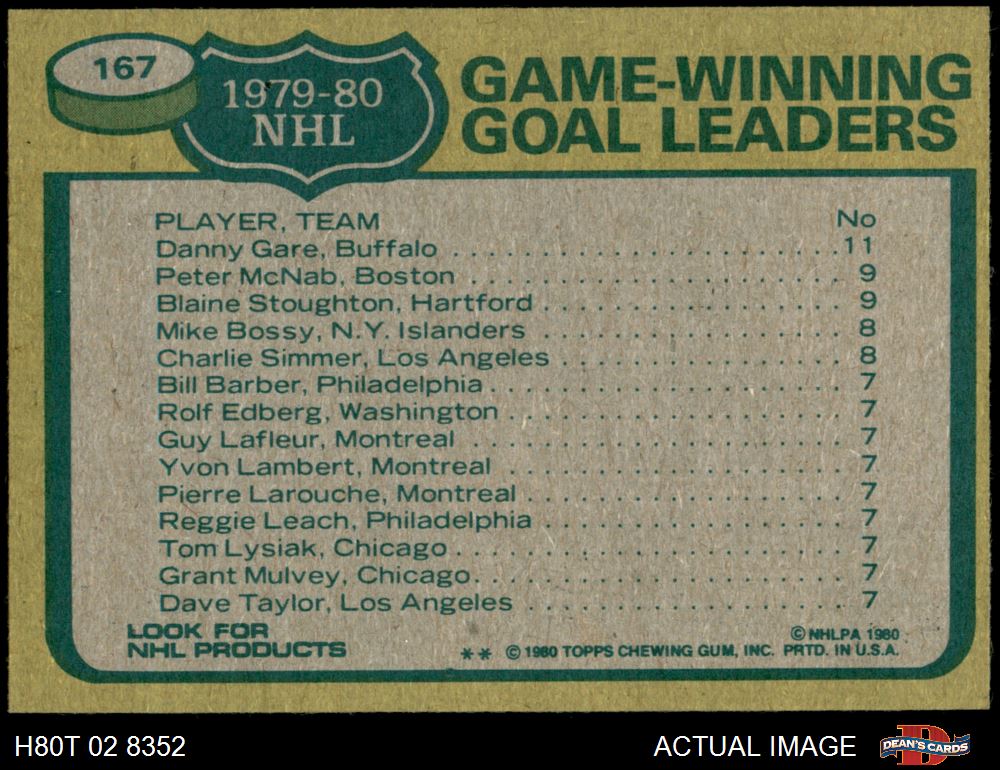 167
1979-80
NHL
GAME-WINNING
GOAL LEADERS
PLAYER, TEAM No
Danny Gare, Buffalo . . . . . . . . . . . . . . . . . . . . 11
Peter McNab, Boston . . . . . . . . . . . . . . . . . . . . 9
Blaine Stoughton, Hartford . . . . . . . . . . . . . . . . 9
Mike Bossy, N.Y. Islanders . . . . . . . . . . . . . . . . 8
Charlie Simmer, Los Angeles . . . . . . . . . . . . . . . 8
Bill Barber, Philadelphia . . . . . . . . . . . . . . . . . . 7
Rolf Edberg, Washington . . . . . . . . . . . . . . . . . 7
Guy Lafleur, Montreal . . . . . . . . . . . . . . . . . . . 7
Yvon Lambert, Montreal . . . . . . . . . . . . . . . . . 7
Pierre Larouche, Montreal . . . . . . . . . . . . . . . . 7
Reggie Leach, Philadelphia . . . . . . . . . . . . . . . . 7
Tom Lysiak, Chicago . . . . . . . . . . . . . . . . . . . . 7
Grant Mulvey, Chicago . . . . . . . . . . . . . . . . . . . 7
Dave Taylor, Los Angeles . . . . . . . . . . . . . . . . . 7
LOOK FOR
NHL PRODUCTS
© NHLPA 1980
** © 1980 TOPPS CHEWING GUM, INC. PRTD. IN U.S.A.
H80T 02 8352
ACTUAL IMAGE
D
DEAN'S CARDS